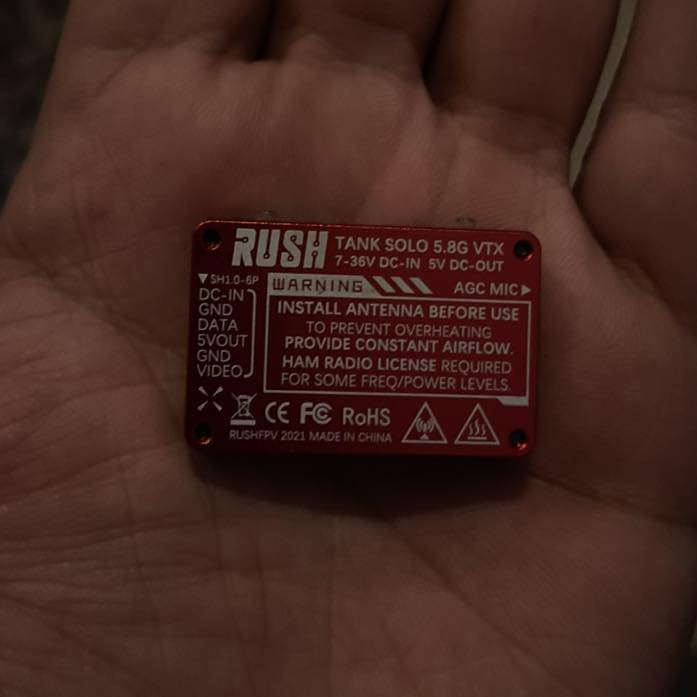 RUSH TANK SOLO 5.8G VTX
7-36V DC-IN 5V DC-OUT
▼SH1.0-6P
WARNING
AGC MIC▶
DC-IN
GND
DATA
5VOUT
GND
VIDEO
INSTALL ANTENNA BEFORE USE
TO PREVENT OVERHEATING
PROVIDE CONSTANT AIRFLOW.
HAM RADIO LICENSE REQUIRED
FOR SOME FREQ/POWER LEVELS.
CE FC RoHS
RUSHFPV 2021 MADE IN CHINA